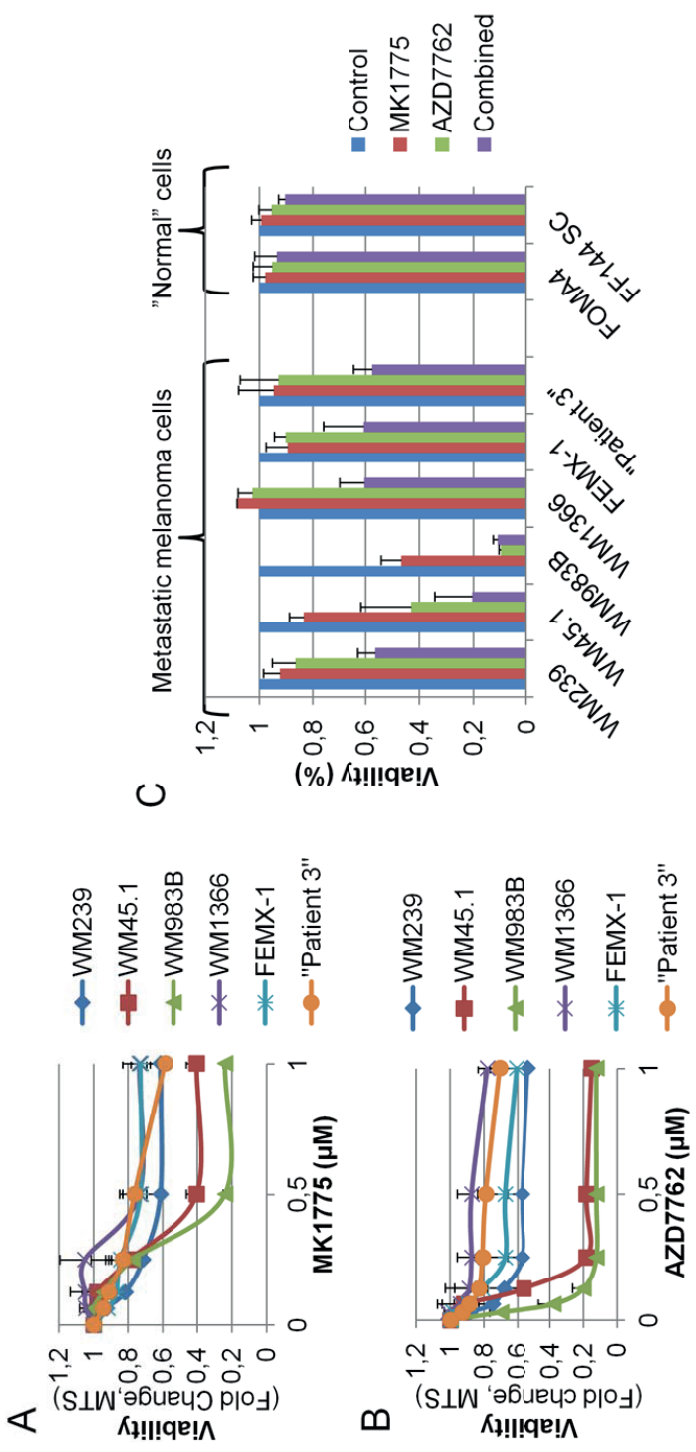 A
1,2
1
0,8
0,6
0,4
0,2
0
Viability
(Fold Change,MTS)
0
0,5
1
MK1775 (µM)
WM239
WM45.1
WM983B
WM1366
FEMX-1
"Patient 3"
B
1,2
1
0,8
0,6
0,4
0,2
0
Viability
(Fold change, MTS)
0
0,5
1
AZD7762 (µM)
WM239
WM45.1
WM983B
WM1366
FEMX-1
"Patient 3"
C
Metastatic melanoma cells
"Normal" cells
1,2
1
0,8
0,6
0,4
0,2
0
Viability (%)
WM239
WM45.1
WM983B
WM1366
FEMX-1
"Patient 3"
FOMA4
FF144 SC
Control
MK1775
AZD7762
Combined